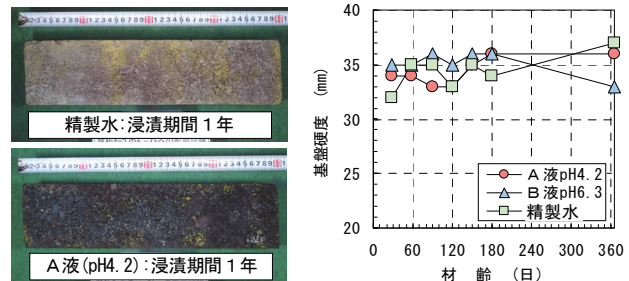 精製水：浸漬期間１年
Ａ液(pH4.2)：浸漬期間１年
基盤硬度 (mm)
40
35
30
25
20
0 60 120 180 240 300 360
材 齢 (日)
Ａ液pH4.2
Ｂ液pH6.3
精製水